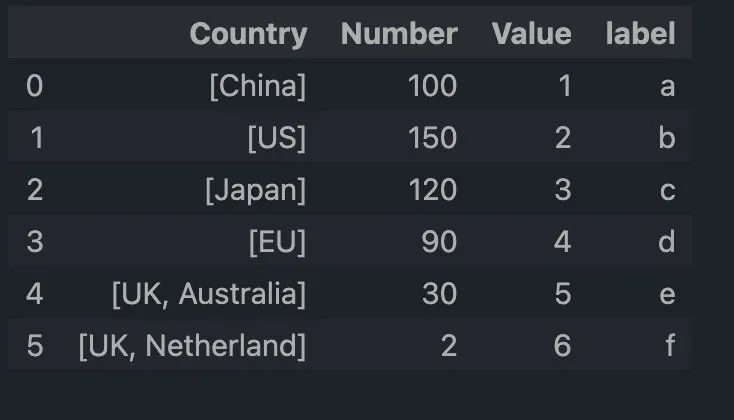 Country Number Value label
0 [China] 100 1 a
1 [US] 150 2 b
2 [Japan] 120 3 c
3 [EU] 90 4 d
4 [UK, Australia] 30 5 e
5 [UK, Netherland] 2 6 f